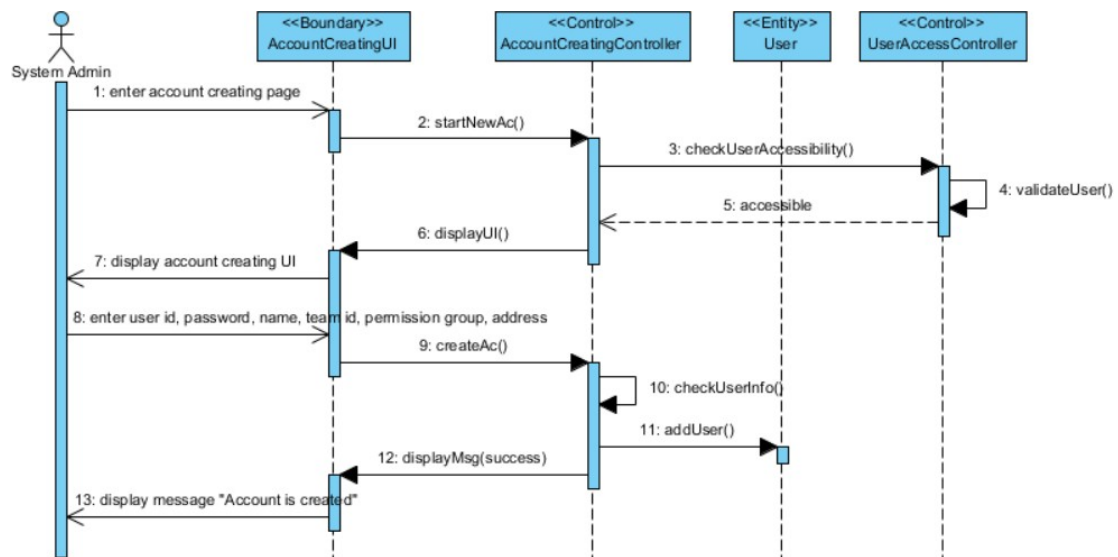 <<Boundary>>
AccountCreatingUI
<<Control>>
AccountCreatingController
<<Entity>>
User
<<Control>>
UserAccessController
System Admin
1: enter account creating page
2: startNewAc()
3: checkUserAccessibility()
4: validateUser()
5: accessible
6: displayUI()
7: display account creating UI
8: enter user id, password, name, team id, permission group, address
9: createAc()
10: checkUserInfo()
11: addUser()
12: displayMsg(success)
13: display message "Account is created"